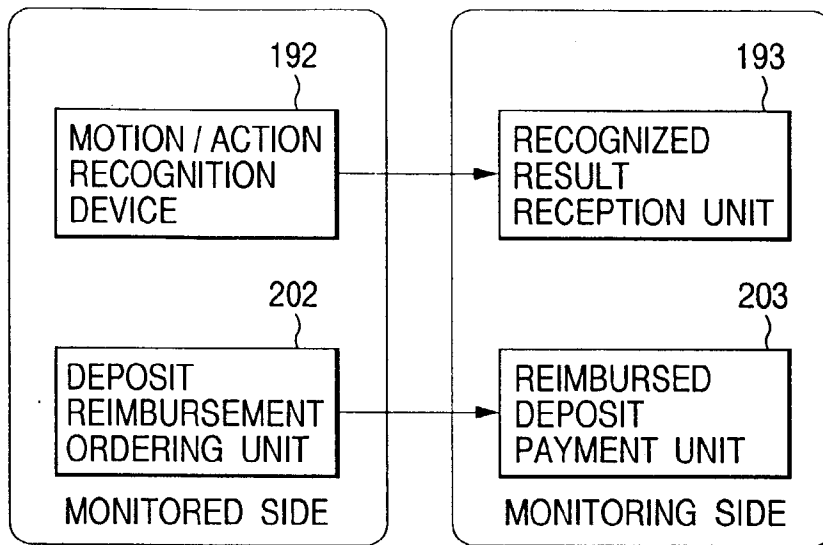 192
MOTION / ACTION
RECOGNITION
DEVICE
202
DEPOSIT
REIMBURSEMENT
ORDERING UNIT
MONITORED SIDE
193
RECOGNIZED
RESULT
RECEPTION UNIT
203
REIMBURSED
DEPOSIT
PAYMENT UNIT
MONITORING SIDE